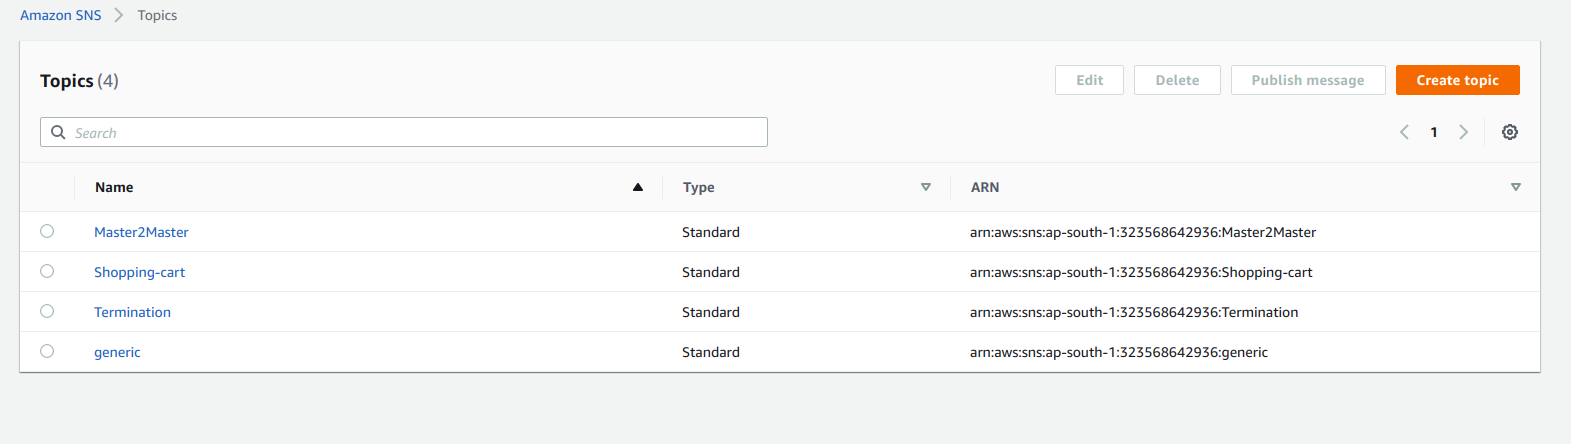 Amazon SNS > Topics
Topics (4) Edit Delete Publish message Create topic
Search 1
Name Type ARN
Master2Master Standard arn:aws:sns:ap-south-1:323568642936:Master2Master
Shopping-cart Standard arn:aws:sns:ap-south-1:323568642936:Shopping-cart
Termination Standard arn:aws:sns:ap-south-1:323568642936:Termination
generic Standard arn:aws:sns:ap-south-1:323568642936:generic